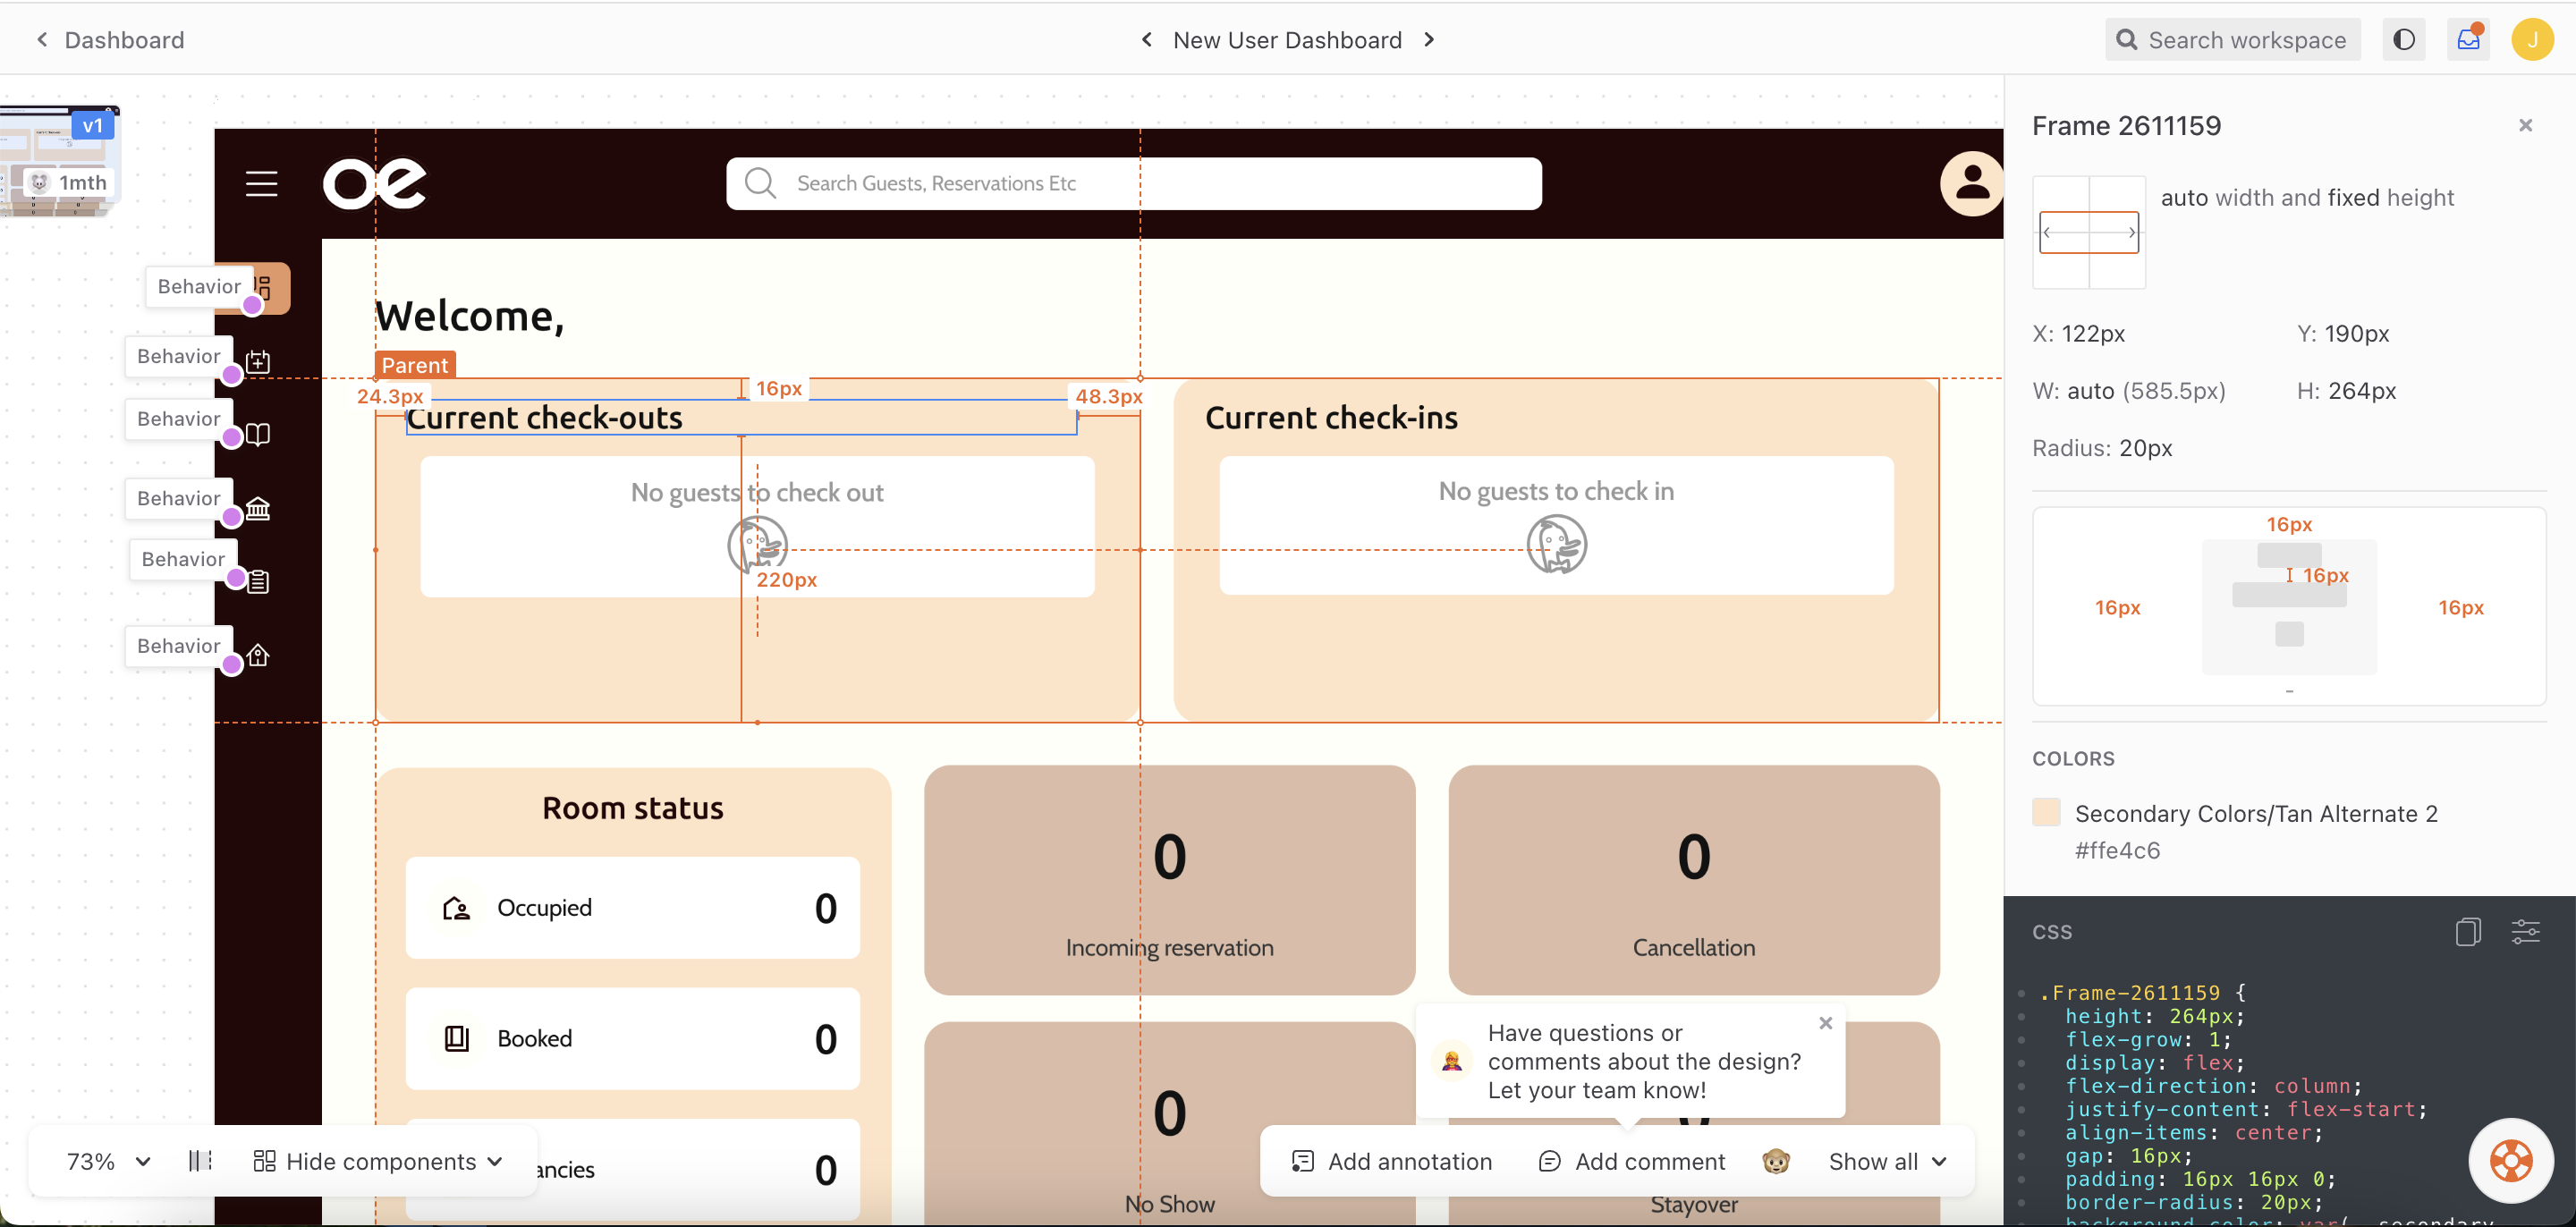 Dashboard
New User Dashboard
Search workspace
J
v1
1mth
oe
Search Guests, Reservations Etc
Behavior
Behavior
Behavior
Behavior
Behavior
Behavior
Welcome,
Parent
24.3px
16px
48.3px
Current check-outs
Current check-ins
No guests to check out
No guests to check in
220px
Room status
Occupied
0
Booked
0
ancies
0
0
Incoming reservation
0
Cancellation
0
No Show
Stayover
Have questions or
comments about the design?
Let your team know!
73%
Hide components
Add annotation
Add comment
Show all
Frame 2611159
auto width and fixed height
X: 122px
Y: 190px
W: auto (585.5px)
H: 264px
Radius: 20px
16px
16px
16px
16px
-
COLORS
Secondary Colors/Tan Alternate 2
#ffe4c6
CSS
.Frame-2611159 {
height: 264px;
flex-grow: 1;
display: flex;
flex-direction: column;
justify-content: flex-start;
align-items: center;
gap: 16px;
padding: 16px 16px 0;
border-radius: 20px;
background-color: var(--secondary